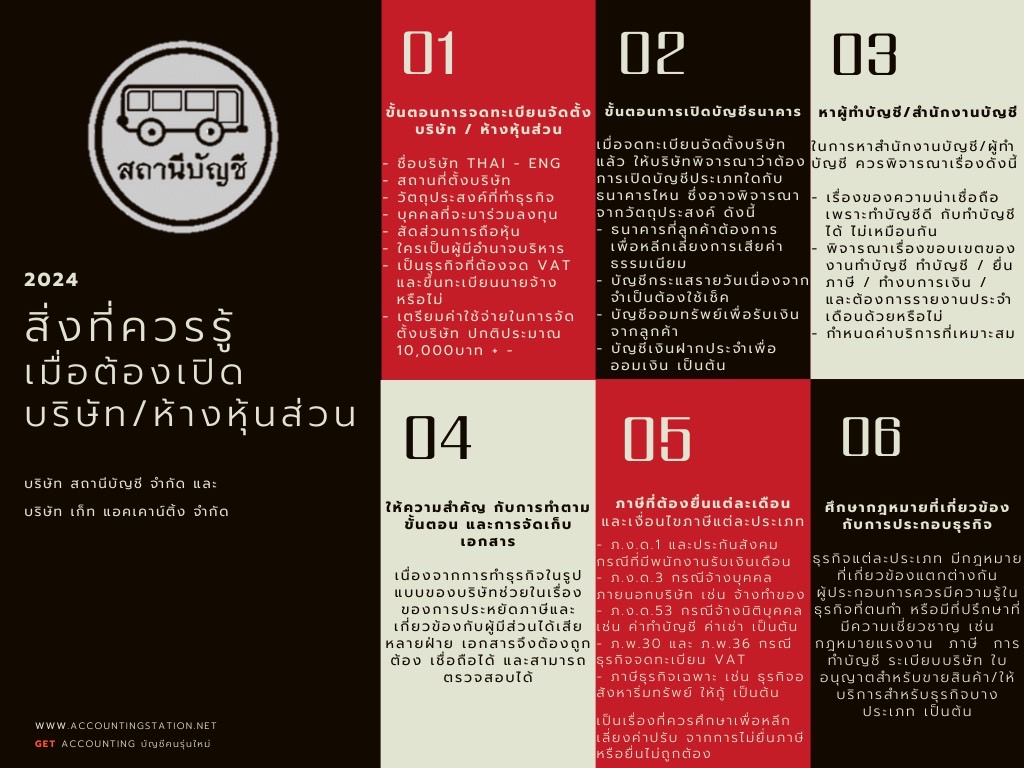 สถานีบัญชี
2024
สิ่งที่ควรรู้
เมื่อต้องเปิด
บริษัท/ห้างหุ้นส่วน
บริษัท สถานีบัญชี จำกัด และ
บริษัท เก็ท แอคเคาน์ติ้ง จำกัด
WWW.ACCOUNTINGSTATION.NET
GET ACCOUNTING บัญชีคนรุ่นใหม่
01
ขั้นตอนการจดทะเบียนจัดตั้ง
บริษัท / ห้างหุ้นส่วน
- ชื่อบริษัท THAI - ENG
- สถานที่ตั้งบริษัท
- วัตถุประสงค์ที่ทำธุรกิจ
- บุคคลที่จะมาร่วมลงทุน
- สัดส่วนการถือหุ้น
- ใครเป็นผู้มีอำนาจบริหาร
- เป็นธุรกิจที่ต้องจด VAT
และขึ้นทะเบียนนายจ้าง
หรือไม่
- เตรียมค่าใช้จ่ายในการจัด
ตั้งบริษัท ปกติประมาณ
10,000บาท + -
02
ขั้นตอนการเปิดบัญชีธนาคาร
เมื่อจดทะเบียนจัดตั้งบริษัท
แล้ว ให้บริษัทพิจารณาว่าต้อง
การเปิดบัญชีประเภทใดกับ
ธนาคารไหน ซึ่งอาจพิจารณา
จากวัตถุประสงค์ ดังนี้
- ธนาคารที่ลูกค้าต้องการ
เพื่อหลีกเลี่ยงการเสียค่า
ธรรมเนียม
- บัญชีกระแสรายวันเนื่องจาก
จำเป็นต้องใช้เช็ค
- บัญชีออมทรัพย์เพื่อรับเงิน
จากลูกค้า
- บัญชีเงินฝากประจำเพื่อ
ออมเงิน เป็นต้น
03
หาผู้ทำบัญชี/สำนักงานบัญชี
ในการหาสำนักงานบัญชี/ผู้ทำ
บัญชี ควรพิจารณาเรื่องดังนี้
- เรื่องของความน่าเชื่อถือ
เพราะทำบัญชีดี กับทำบัญชี
ได้ ไม่เหมือนกัน
- พิจารณาเรื่องขอบเขตของ
งานทำบัญชี ทำบัญชี / ยื่น
ภาษี / ทำงบการเงิน /
และต้องการรายงานประจำ
เดือนด้วยหรือไม่
- กำหนดค่าบริการที่เหมาะสม
04
ให้ความสำคัญ กับการทำตาม
ขั้นตอน และการจัดเก็บ
เอกสาร
เนื่องจากการทำธุรกิจในรูป
แบบของบริษัทช่วยในเรื่อง
ของการประหยัดภาษีและ
เกี่ยวข้องกับผู้มีส่วนได้เสีย
หลายฝ่าย เอกสารจึงต้องถูก
ต้อง เชื่อถือได้ และสามารถ
ตรวจสอบได้
05
ภาษีที่ต้องยื่นแต่ละเดือน
และเงื่อนไขภาษีแต่ละประเภท
- ภ.ง.ด.1 และประกันสังคม
กรณีที่มีพนักงานรับเงินเดือน
- ภ.ง.ด.3 กรณีจ้างบุคคล
ภายนอกบริษัท เช่น จ้างทำของ
- ภ.ง.ด.53 กรณีจ้างนิติบุคคล
เช่น ค่าทำบัญชี ค่าเช่า เป็นต้น
- ภ.พ.30 และ ภ.พ.36 กรณี
ธุรกิจจดทะเบียน VAT
- ภาษีธุรกิจเฉพาะ เช่น ธุรกิจอ
สังหาริมทรัพย์ ให้กู้ เป็นต้น
เป็นเรื่องที่ควรศึกษาเพื่อหลีก
เลี่ยงค่าปรับ จากการไม่ยื่นภาษี
หรือยื่นไม่ถูกต้อง
06
ศึกษากฎหมายที่เกี่ยวข้อง
กับการประกอบธุรกิจ
ธุรกิจแต่ละประเภท มีกฎหมาย
ที่เกี่ยวข้องแตกต่างกัน
ผู้ประกอบการควรมีความรู้ใน
ธุรกิจที่ตนทำ หรือมีที่ปรึกษาที่
มีความเชี่ยวชาญ เช่น
กฎหมายแรงงาน ภาษี การ
ทำบัญชี ระเบียบบริษัท ใบ
อนุญาตสำหรับขายสินค้า/ให้
บริการสำหรับธุรกิจบาง
ประเภท เป็นต้น